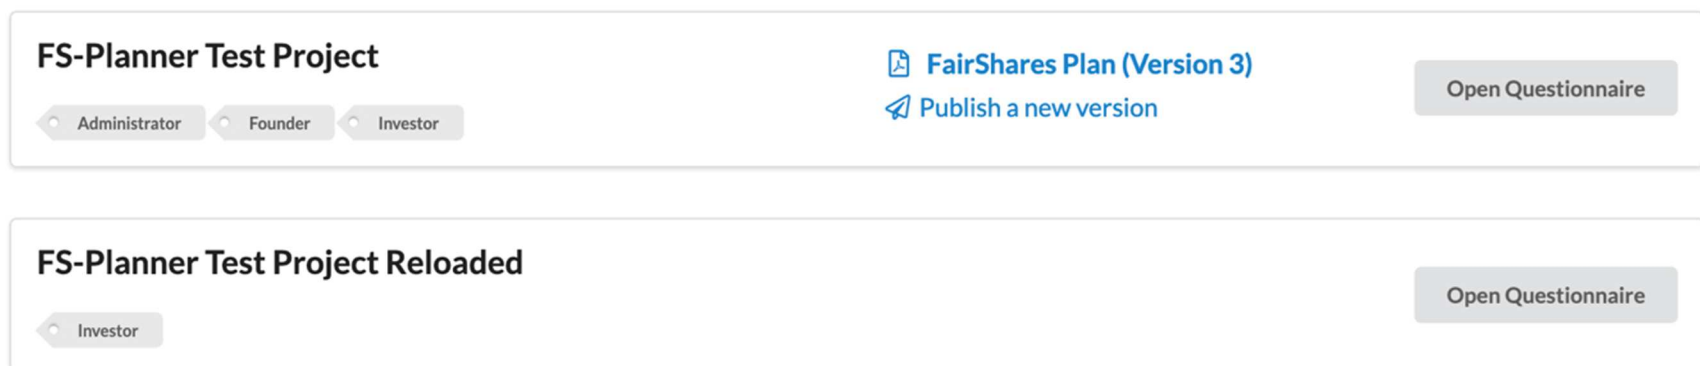 FS-Planner Test Project
Administrator Founder Investor
FairShares Plan (Version 3)
Publish a new version
Open Questionnaire
FS-Planner Test Project Reloaded
Investor
Open Questionnaire